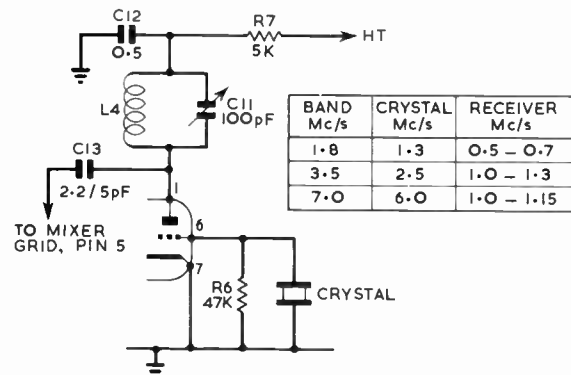 C12
0.5
R7
5K
HT
L4
C11
100pF
C13
2.2/5pF
1
6
7
TO MIXER
GRID, PIN 5
R6
47K
CRYSTAL
BAND
Mc/s
CRYSTAL
Mc/s
RECEIVER
Mc/s
1.8 1.3 0.5 – 0.7
3.5 2.5 1.0 – 1.3
7.0 6.0 1.0 – 1.15